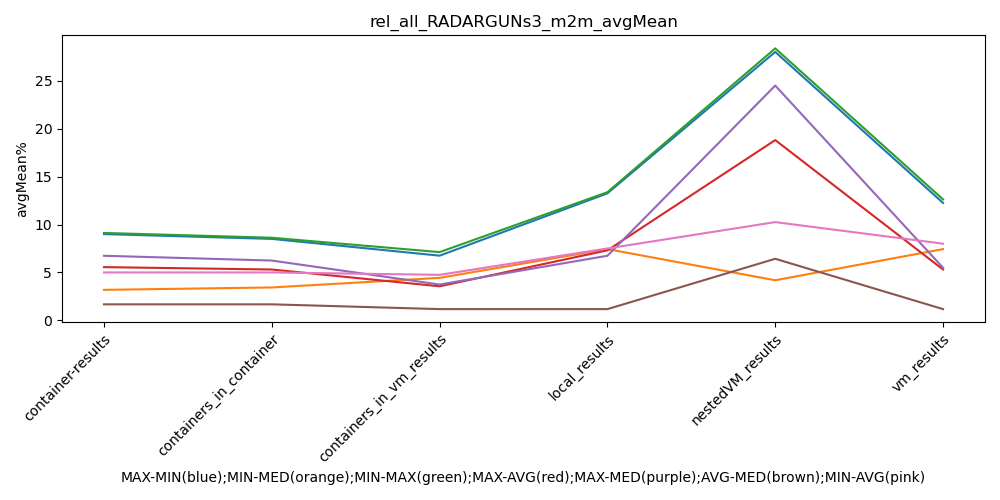 rel_all_RADARGUNs3_m2m_avgMean
avgMean%
25
20
15
10
5
0
container-results
containers_in_container
containers_in_vm_results
local_results
nestedVM_results
vm_results
MAX-MIN(blue);MIN-MED(orange);MIN-MAX(green);MAX-AVG(red);MAX-MED(purple);AVG-MED(brown);MIN-AVG(pink)